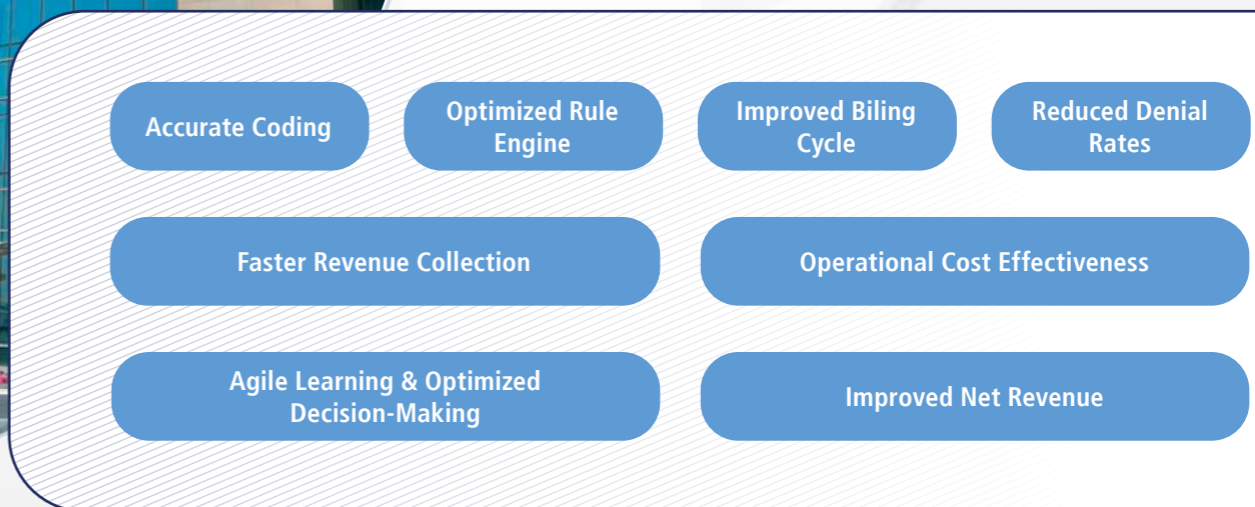 Accurate Coding
Optimized Rule
Engine
Improved Biling
Cycle
Reduced Denial
Rates
Faster Revenue Collection
Operational Cost Effectiveness
Agile Learning & Optimized
Decision-Making
Improved Net Revenue